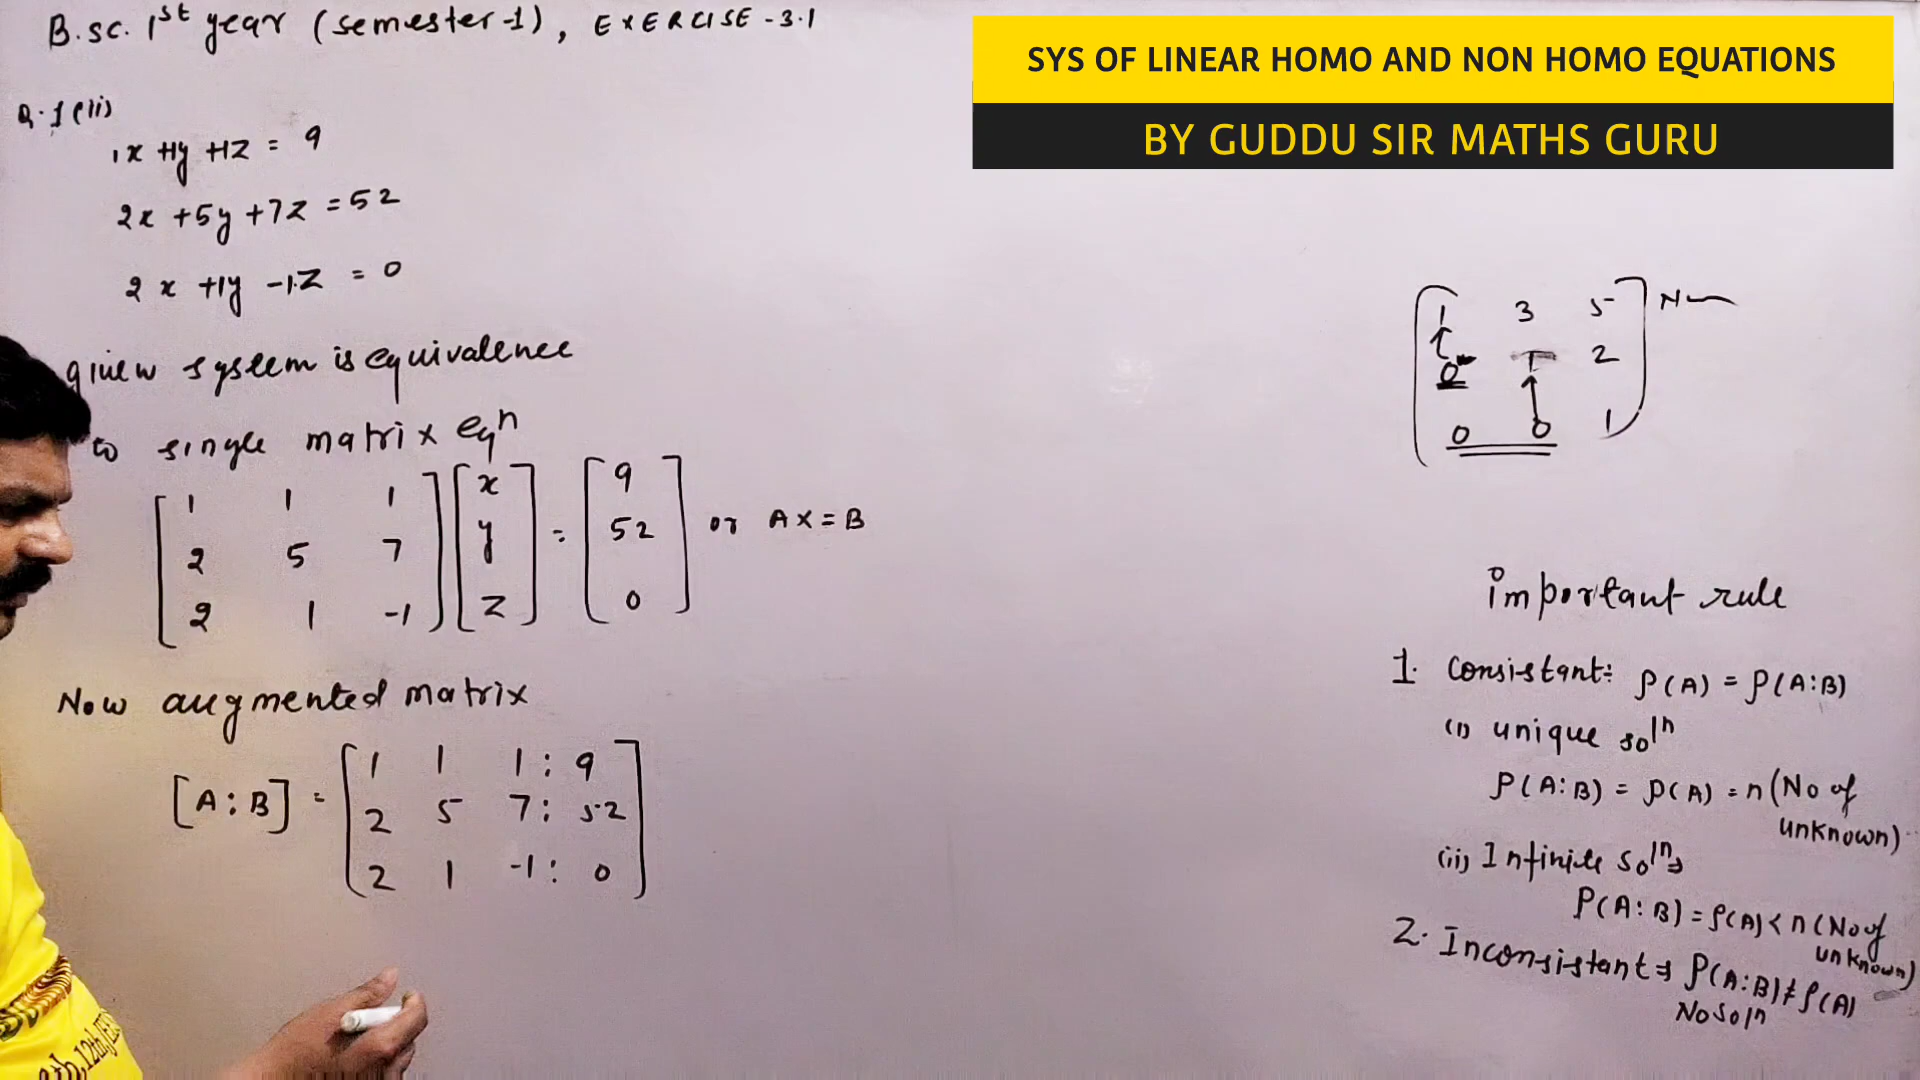 B.sc. 1st year (semester-1), EXERCISE-3.1
SYS OF LINEAR HOMO AND NON HOMO EQUATIONS
BY GUDDU SIR MATHS GURU
Q.1(ii)
1x +1y +1z = 9
2x +5y +7z = 52
2x +1y -1.z = 0
given system is equivalence
to single matrix eqn
[1 1 1] [x] = [9]
[2 5 7] [y] = [52] or AX = B
[2 1 -1] [z] = [0]
Now augmented matrix
[A:B] = [1 1 1 : 9]
[2 5 7 : 52]
[2 1 -1 : 0]
1 3 5
0 1 2
0 0 1
important rule
1. Consistant: ρ(A) = ρ(A:B)
(i) unique soln
ρ(A:B) = ρ(A) = n (No of
unknown)
(ii) Infinite solns
ρ(A:B) = ρ(A) < n (No of
unknown)
2. Inconsistant ⇒ ρ(A:B) ≠ ρ(A)
No soln